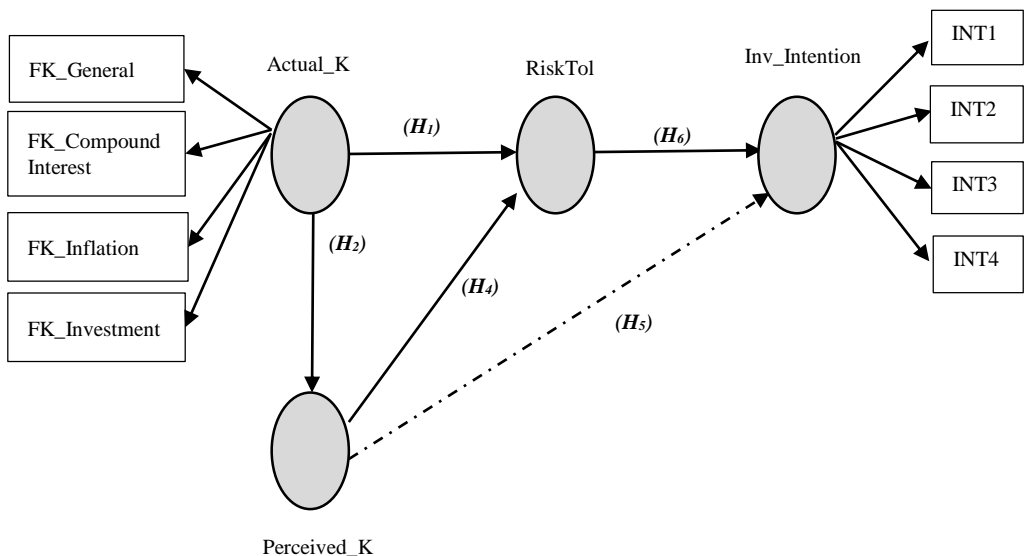 FK_General
FK_Compound
Interest
FK_Inflation
FK_Investment
Actual_K
RiskTol
Inv_Intention
INT1
INT2
INT3
INT4
(H1)
(H6)
(H2)
(H4)
(H5)
Perceived_K